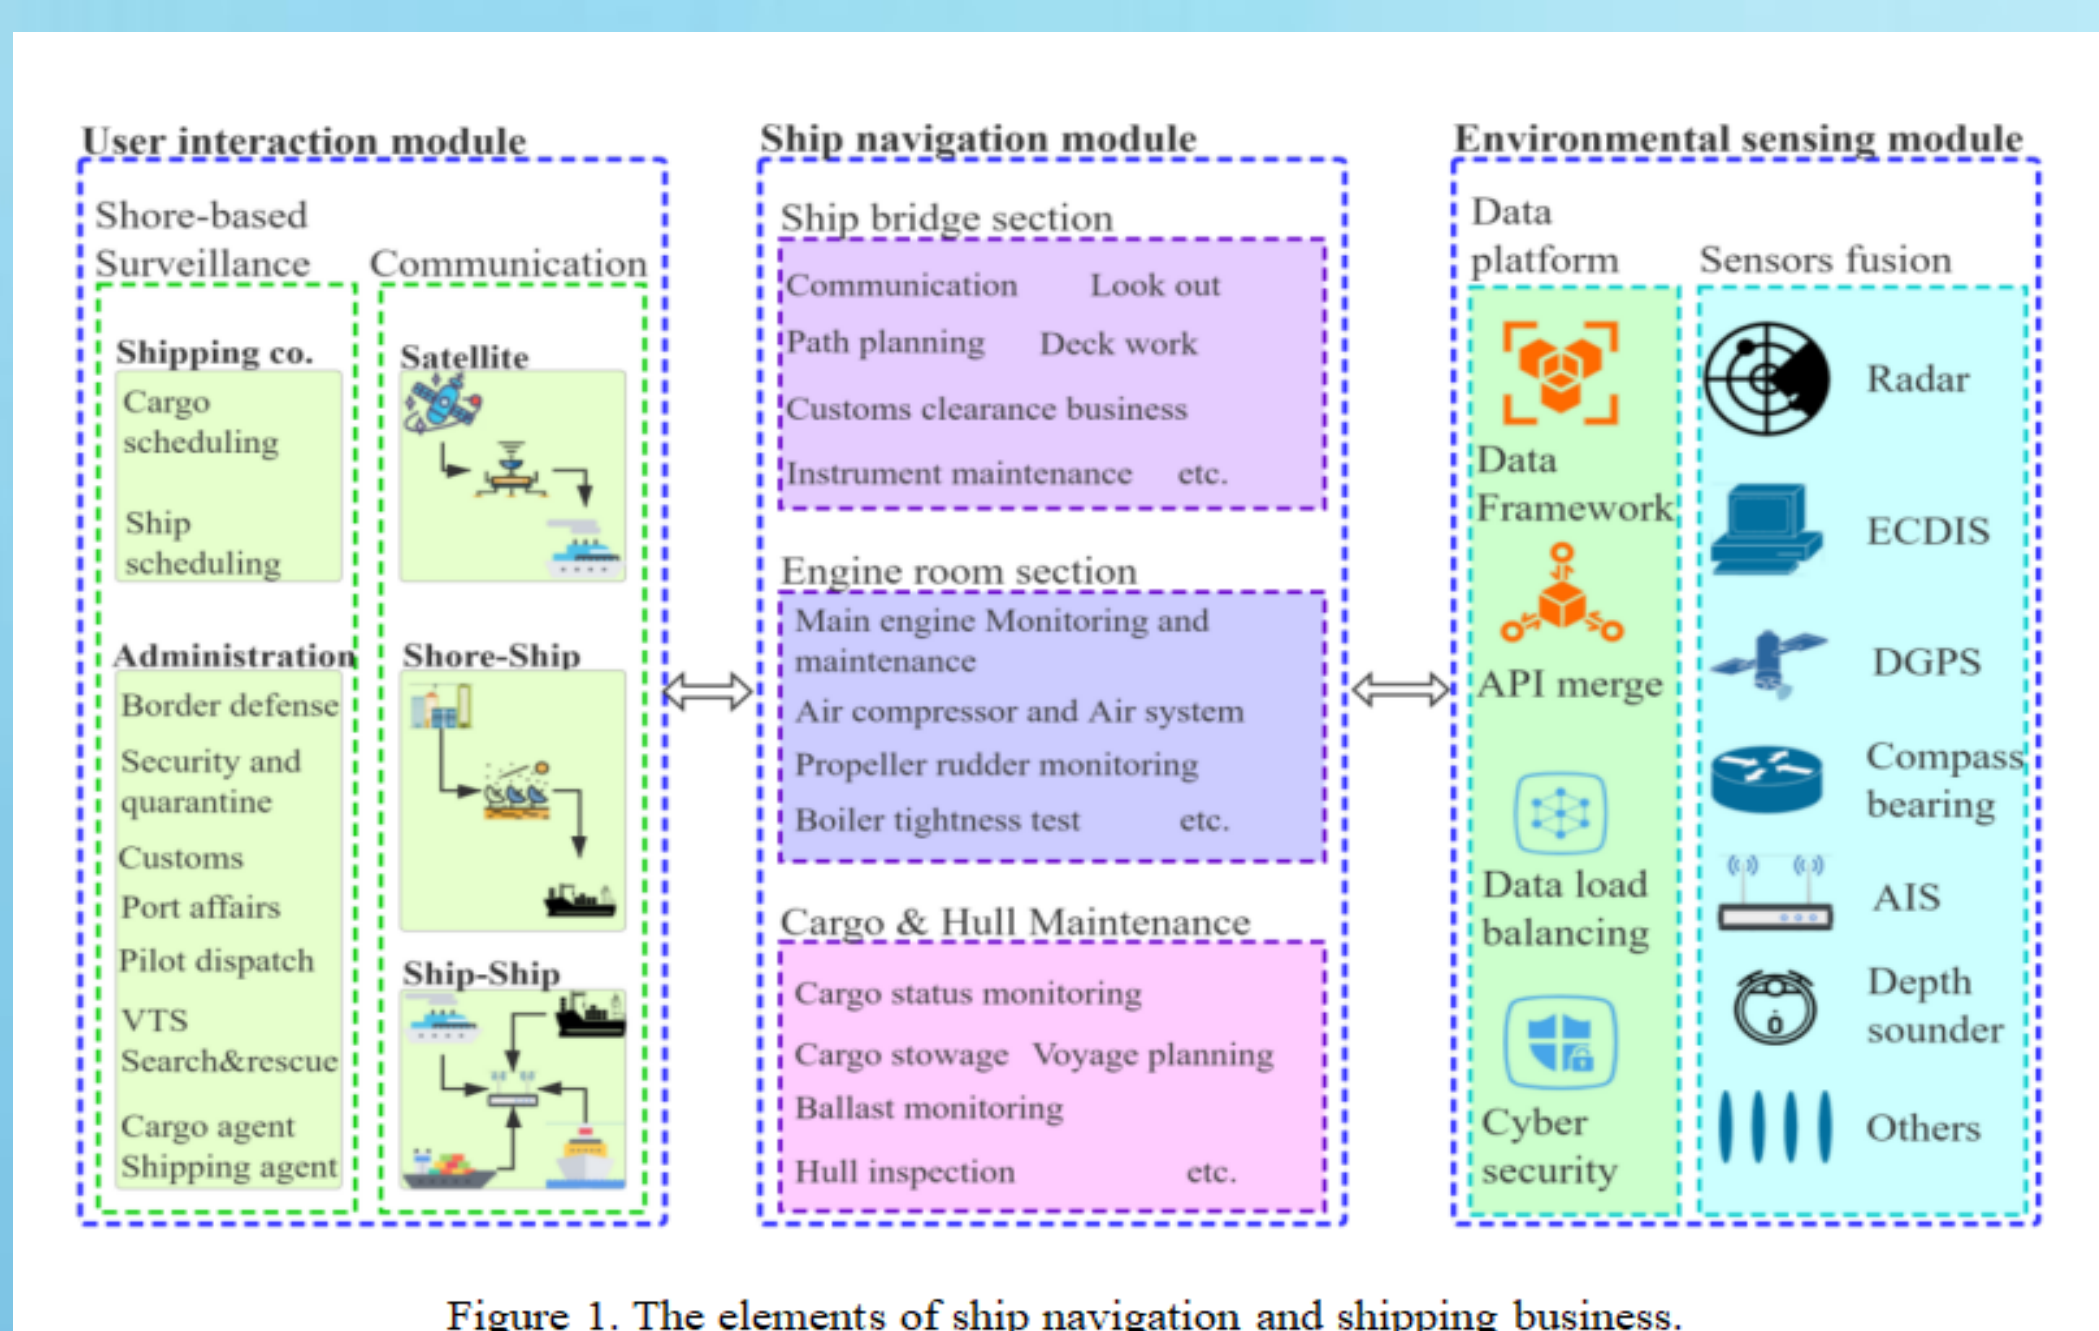 User interaction module
Shore-based
Surveillance
Shipping co.
Cargo
scheduling
Ship
scheduling
Administration
Border defense
Security and
quarantine
Customs
Port affairs
Pilot dispatch
VTS
Search&rescue
Cargo agent
Shipping agent
Communication
Satellite
Shore-Ship
Ship-Ship
Ship navigation module
Ship bridge section
Communication Look out
Path planning Deck work
Customs clearance business
Instrument maintenance etc.
Engine room section
Main engine Monitoring and
maintenance
Air compressor and Air system
Propeller rudder monitoring
Boiler tightness test etc.
Cargo & Hull Maintenance
Cargo status monitoring
Cargo stowage Voyage planning
Ballast monitoring
Hull inspection etc.
Environmental sensing module
Data
platform
Data
Framework
API merge
Data load
balancing
Cyber
security
Sensors fusion
Radar
ECDIS
DGPS
Compass
bearing
AIS
Depth
sounder
Others
Figure 1. The elements of ship navigation and shipping business.